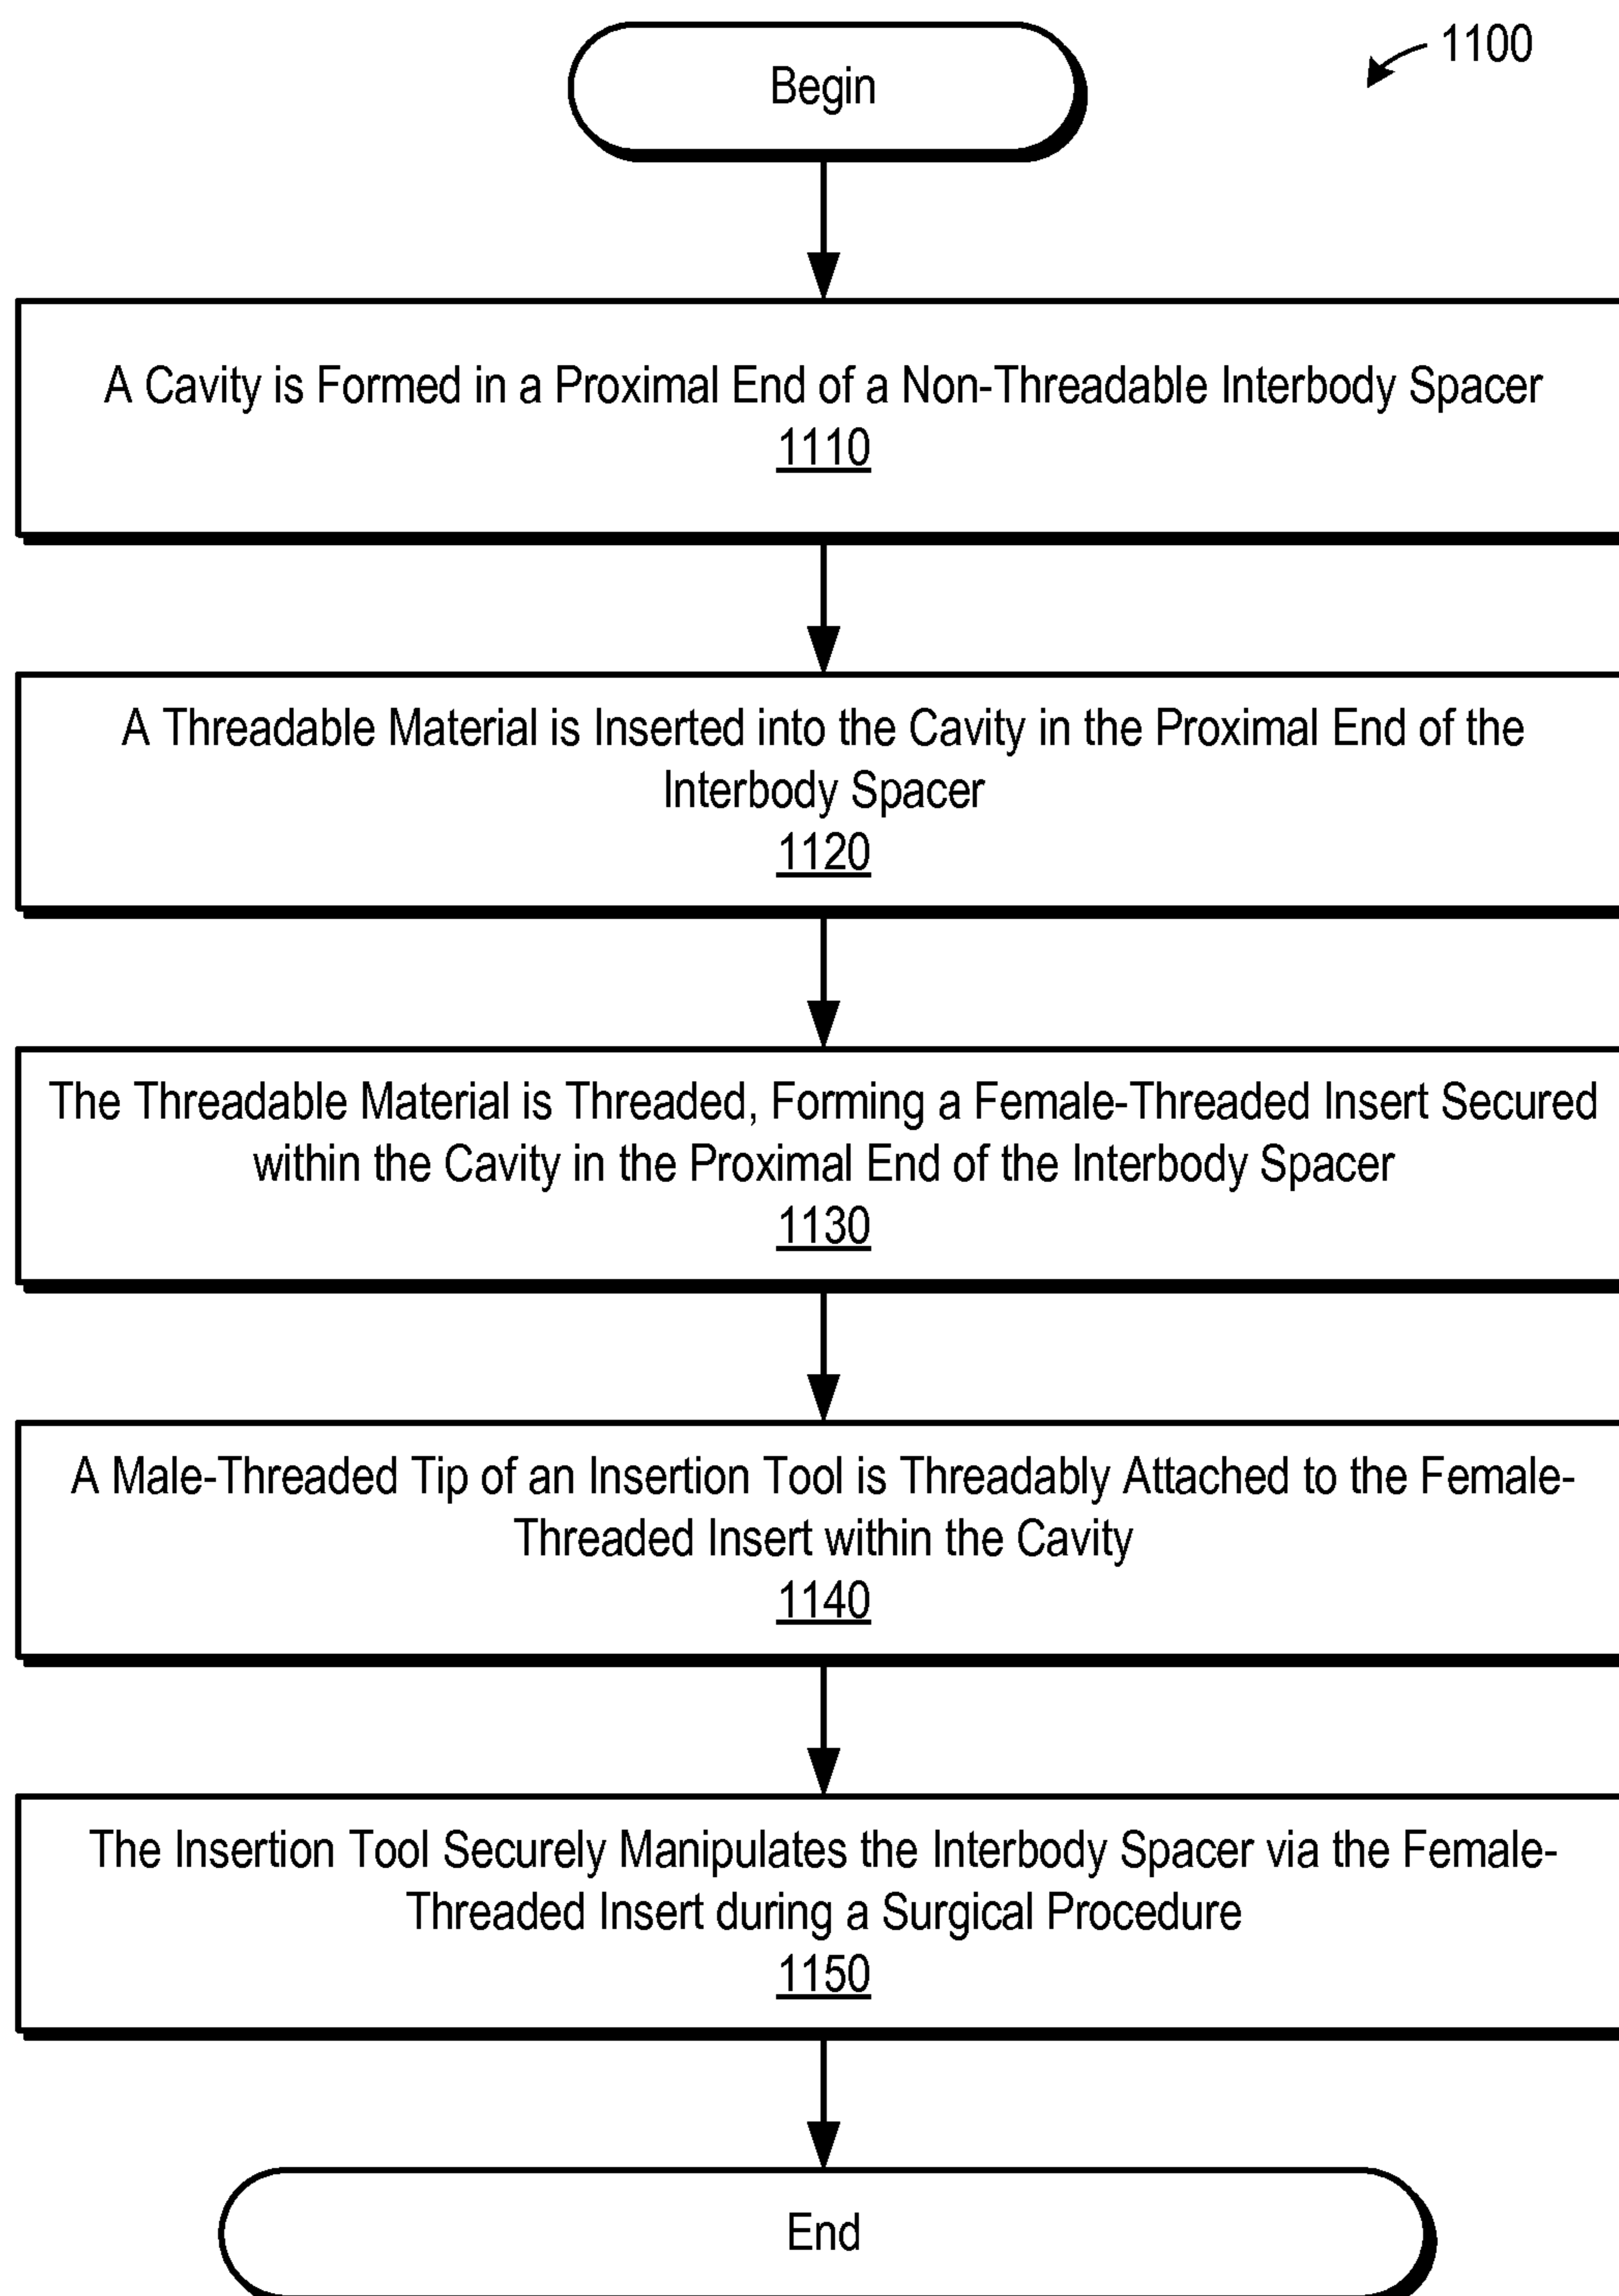 1100
Begin
A Cavity is Formed in a Proximal End of a Non-Threadable Interbody Spacer
1110
A Threadable Material is Inserted into the Cavity in the Proximal End of the
Interbody Spacer
1120
The Threadable Material is Threaded, Forming a Female-Threaded Insert Secured
within the Cavity in the Proximal End of the Interbody Spacer
1130
A Male-Threaded Tip of an Insertion Tool is Threadably Attached to the Female-
Threaded Insert within the Cavity
1140
The Insertion Tool Securely Manipulates the Interbody Spacer via the Female-
Threaded Insert during a Surgical Procedure
1150
End